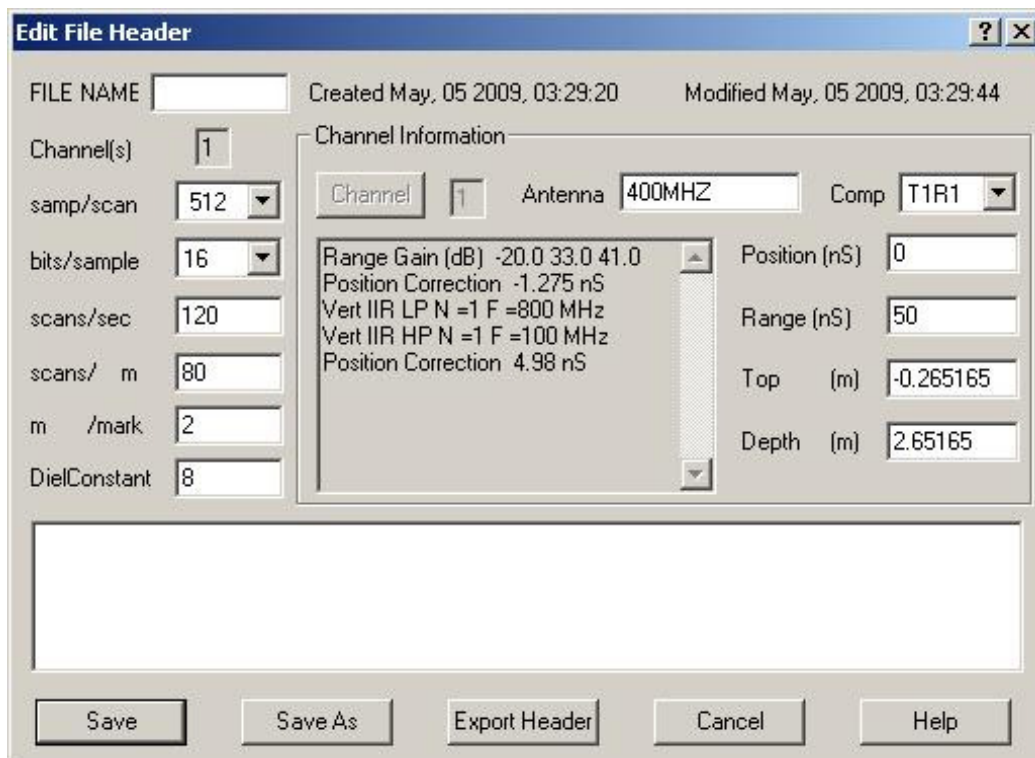 Edit File Header
FILE NAME
Created May, 05 2009, 03:29:20
Modified May, 05 2009, 03:29:44
Channel(s) 1
samp/scan 512
bits/sample 16
scans/sec 120
scans/ m 80
m /mark 2
DielConstant 8
Channel Information
Channel 1
Antenna 400MHZ
Comp T1R1
Range Gain (dB) -20.0 33.0 41.0
Position Correction -1.275 nS
Vert IIR LP N =1 F =800 MHz
Vert IIR HP N =1 F =100 MHz
Position Correction 4.98 nS
Position (nS) 0
Range (nS) 50
Top (m) -0.265165
Depth (m) 2.65165
Save
Save As
Export Header
Cancel
Help